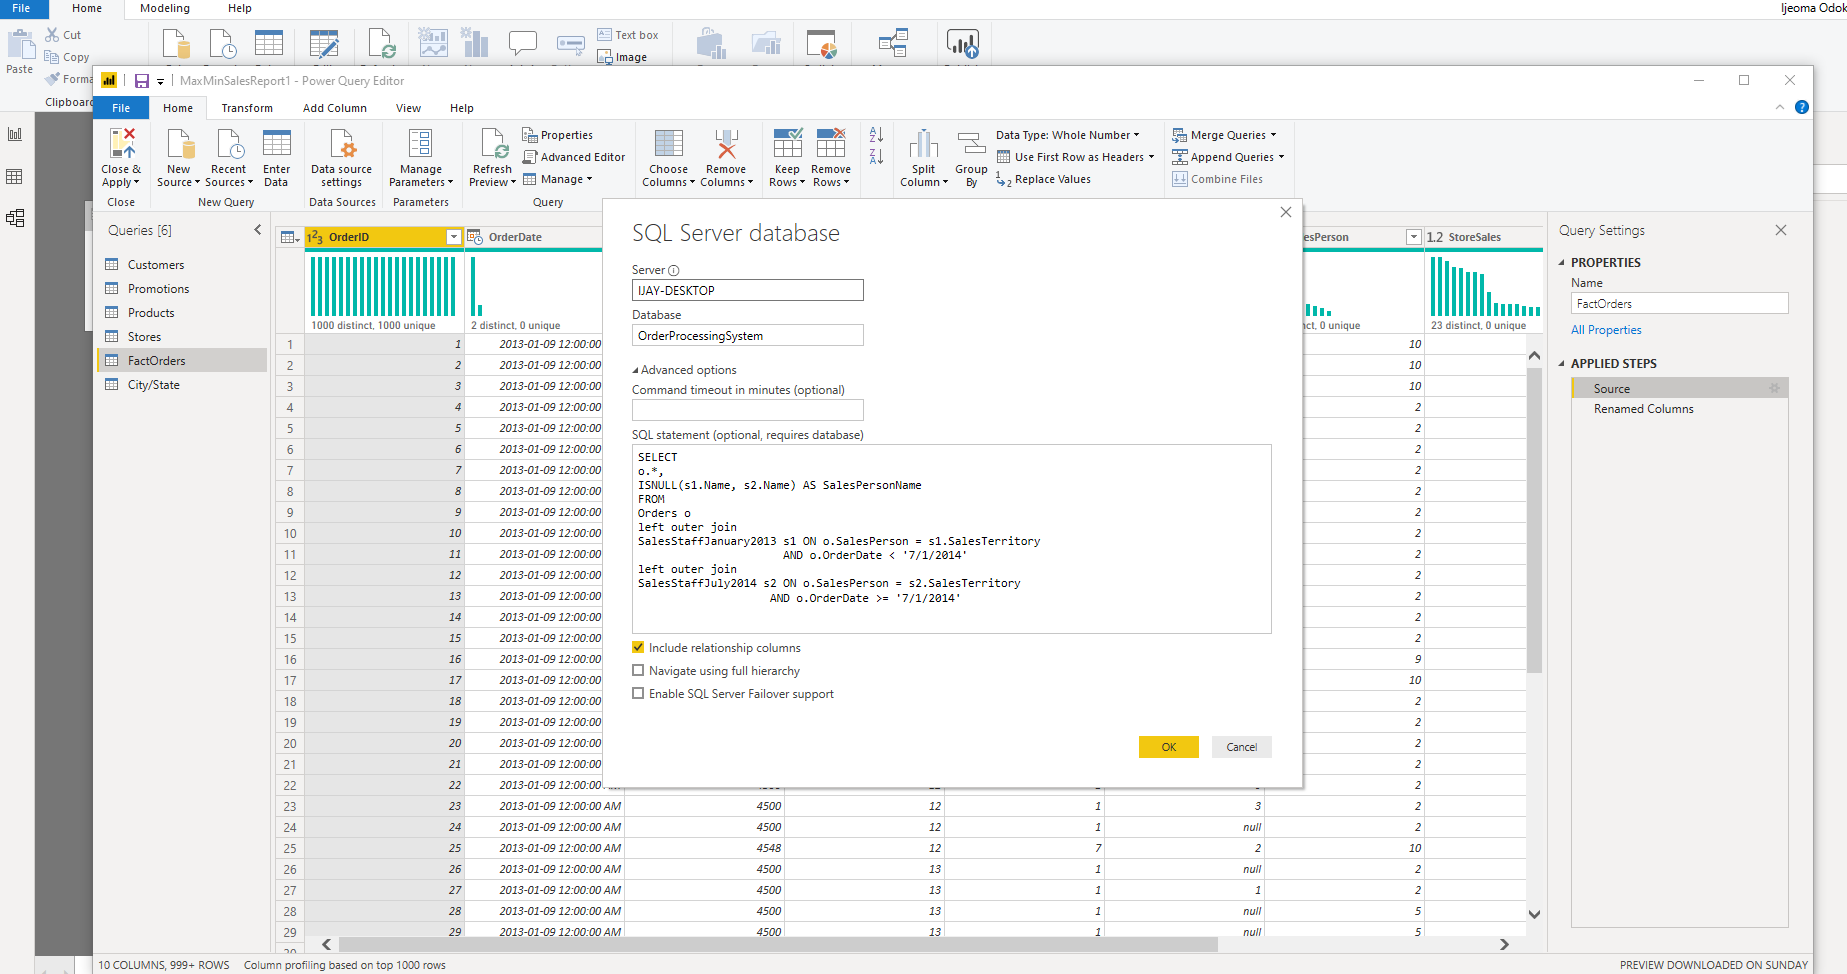 File Home Modeling Help Ijeoma Odok
Paste
Cut
Copy
Forma
Clipboard
Text box
Image
MaxMinSalesReport1 - Power Query Editor
File Home Transform Add Column View Help
Close & Apply
Close
New Source
Recent Sources
Enter Data
New Query
Data source settings
Data Sources
Manage Parameters
Parameters
Refresh Preview
Properties
Advanced Editor
Manage
Query
Choose Columns
Remove Columns
Keep Rows
Remove Rows
Split Column
Group By
Data Type: Whole Number
Use First Row as Headers
Replace Values
Merge Queries
Append Queries
Combine Files
Queries [6]
Customers
Promotions
Products
Stores
FactOrders
City/State
OrderID OrderDate esPerson 1.2 StoreSales
1000 distinct, 1000 unique 2 distinct, 0 unique nct, 0 unique 23 distinct, 0 unique
1 1 2013-01-09 12:00:00 10
2 2 2013-01-09 12:00:00 10
3 3 2013-01-09 12:00:00 10
4 4 2013-01-09 12:00:00 2
5 5 2013-01-09 12:00:00 2
6 6 2013-01-09 12:00:00 2
7 7 2013-01-09 12:00:00 2
8 8 2013-01-09 12:00:00 2
9 9 2013-01-09 12:00:00 2
10 10 2013-01-09 12:00:00 2
11 11 2013-01-09 12:00:00 2
12 12 2013-01-09 12:00:00 2
13 13 2013-01-09 12:00:00 2
14 14 2013-01-09 12:00:00 2
15 15 2013-01-09 12:00:00 2
16 16 2013-01-09 12:00:00 9
17 17 2013-01-09 12:00:00 10
18 18 2013-01-09 12:00:00 2
19 19 2013-01-09 12:00:00 2
20 20 2013-01-09 12:00:00 2
21 21 2013-01-09 12:00:00 2
22 22 2013-01-09 12:00:00 2
23 23 2013-01-09 12:00:00 AM 4500 12 1 3 2
24 24 2013-01-09 12:00:00 AM 4500 12 1 null 2
25 25 2013-01-09 12:00:00 AM 4548 12 7 2 10
26 26 2013-01-09 12:00:00 AM 4500 13 1 null 2
27 27 2013-01-09 12:00:00 AM 4500 13 1 1 2
28 28 2013-01-09 12:00:00 AM 4500 13 1 null 5
29 29 2013-01-09 12:00:00 AM 4500 13 1 null 5
SQL Server database
Server
IJAY-DESKTOP
Database
OrderProcessingSystem
Advanced options
Command timeout in minutes (optional)
SQL statement (optional, requires database)
SELECT
o.*,
ISNULL(s1.Name, s2.Name) AS SalesPersonName
FROM
Orders o
left outer join
SalesStaffJanuary2013 s1 ON o.SalesPerson = s1.SalesTerritory
AND o.OrderDate < '7/1/2014'
left outer join
SalesStaffJuly2014 s2 ON o.SalesPerson = s2.SalesTerritory
AND o.OrderDate >= '7/1/2014'
Include relationship columns
Navigate using full hierarchy
Enable SQL Server Failover support
OK Cancel
Query Settings
PROPERTIES
Name
FactOrders
All Properties
APPLIED STEPS
Source
Renamed Columns
10 COLUMNS, 999+ ROWS Column profiling based on top 1000 rows PREVIEW DOWNLOADED ON SUNDAY